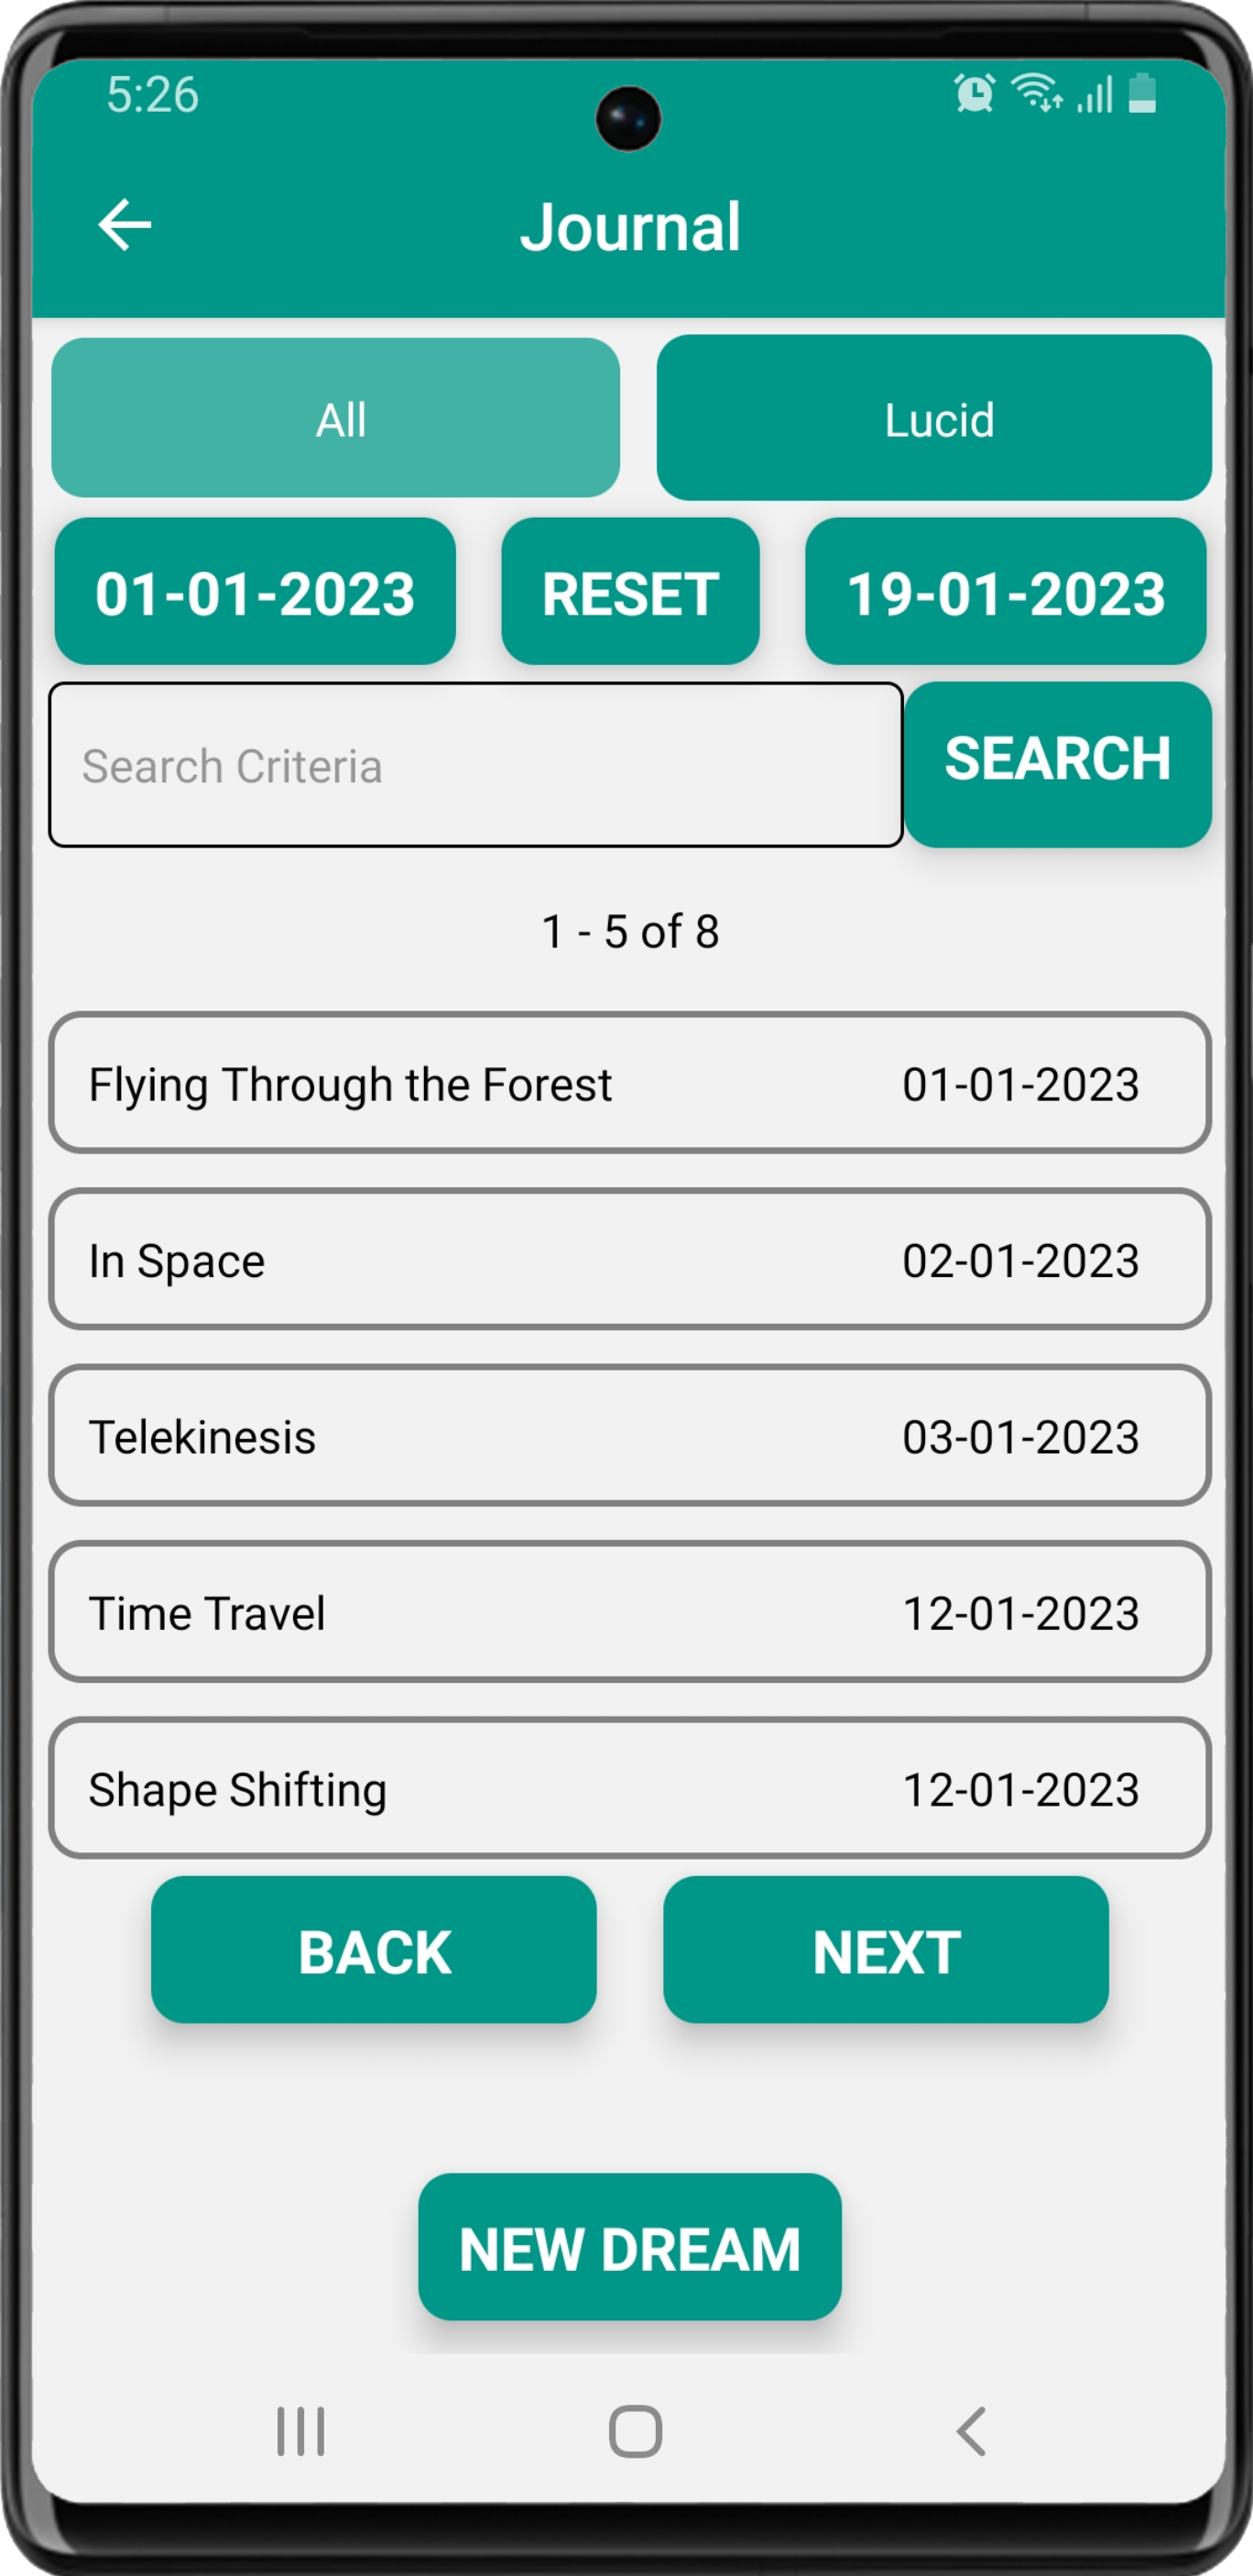 5:26
Journal
All Lucid
01-01-2023 RESET 19-01-2023
Search Criteria SEARCH
1 - 5 of 8
Flying Through the Forest 01-01-2023
In Space 02-01-2023
Telekinesis 03-01-2023
Time Travel 12-01-2023
Shape Shifting 12-01-2023
BACK NEXT
NEW DREAM